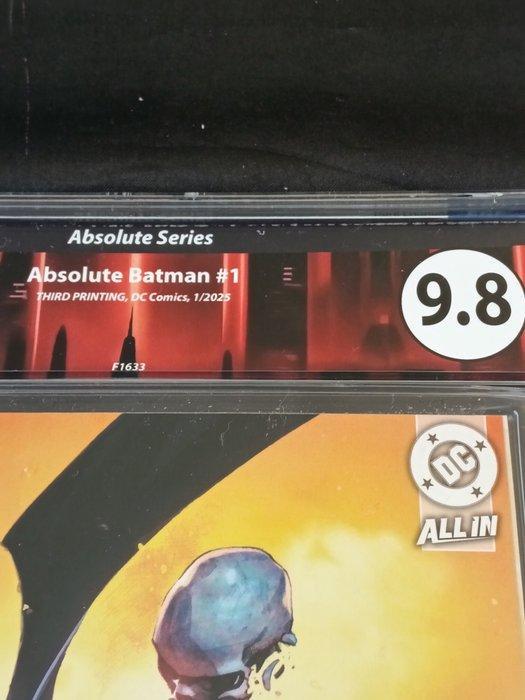 Absolute Series
Absolute Batman #1
THIRD PRINTING, DC Comics, 1/2025
9.8
F1633
DC
ALL IN